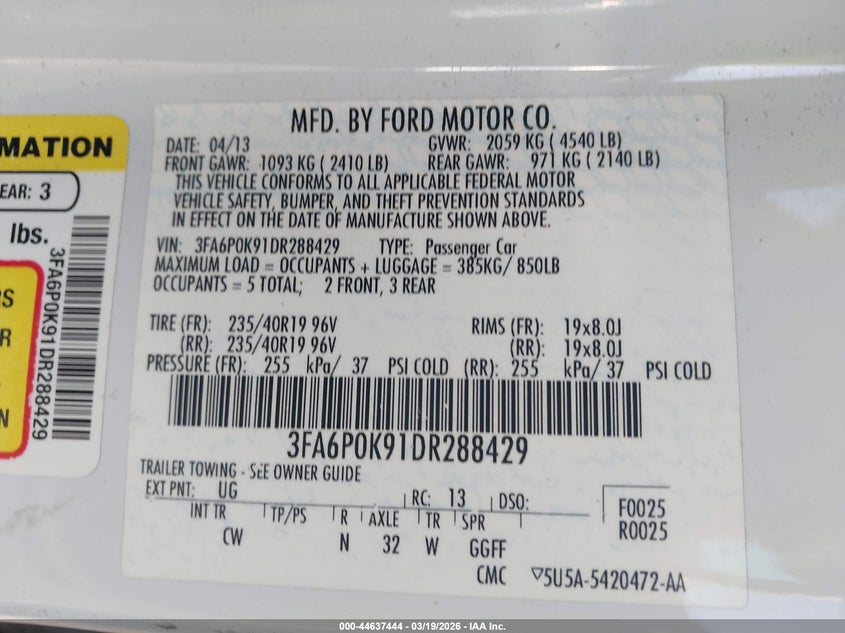 MATION
EAR: 3
lbs.
3FA6P0K91DR288429
RS
R
N
MFD. BY FORD MOTOR CO.
DATE: 04/13 GVWR: 2059 KG ( 4540 LB)
FRONT GAWR: 1093 KG ( 2410 LB) REAR GAWR: 971 KG ( 2140 LB)
THIS VEHICLE CONFORMS TO ALL APPLICABLE FEDERAL MOTOR
VEHICLE SAFETY, BUMPER, AND THEFT PREVENTION STANDARDS
IN EFFECT ON THE DATE OF MANUFACTURE SHOWN ABOVE.
VIN: 3FA6P0K91DR288429 TYPE: Passenger Car
MAXIMUM LOAD = OCCUPANTS + LUGGAGE = 385KG/ 850LB
OCCUPANTS = 5 TOTAL; 2 FRONT, 3 REAR
TIRE (FR): 235/40R19 96V RIMS (FR): 19x8.0J
(RR): 235/40R19 96V (RR): 19x8.0J
PRESSURE (FR): 255 kPa/ 37 PSI COLD (RR): 255 kPa/ 37 PSI COLD
3FA6P0K91DR288429
TRAILER TOWING - SEE OWNER GUIDE
EXT PNT: UG RC: 13 DSO: F0025
INT TR TP/PS R AXLE TR SPR R0025
CW N 32 W GGFF
CMC ▽5U5A-5420472-AA
000-44637444 - 03/19/2026 - IAA Inc.